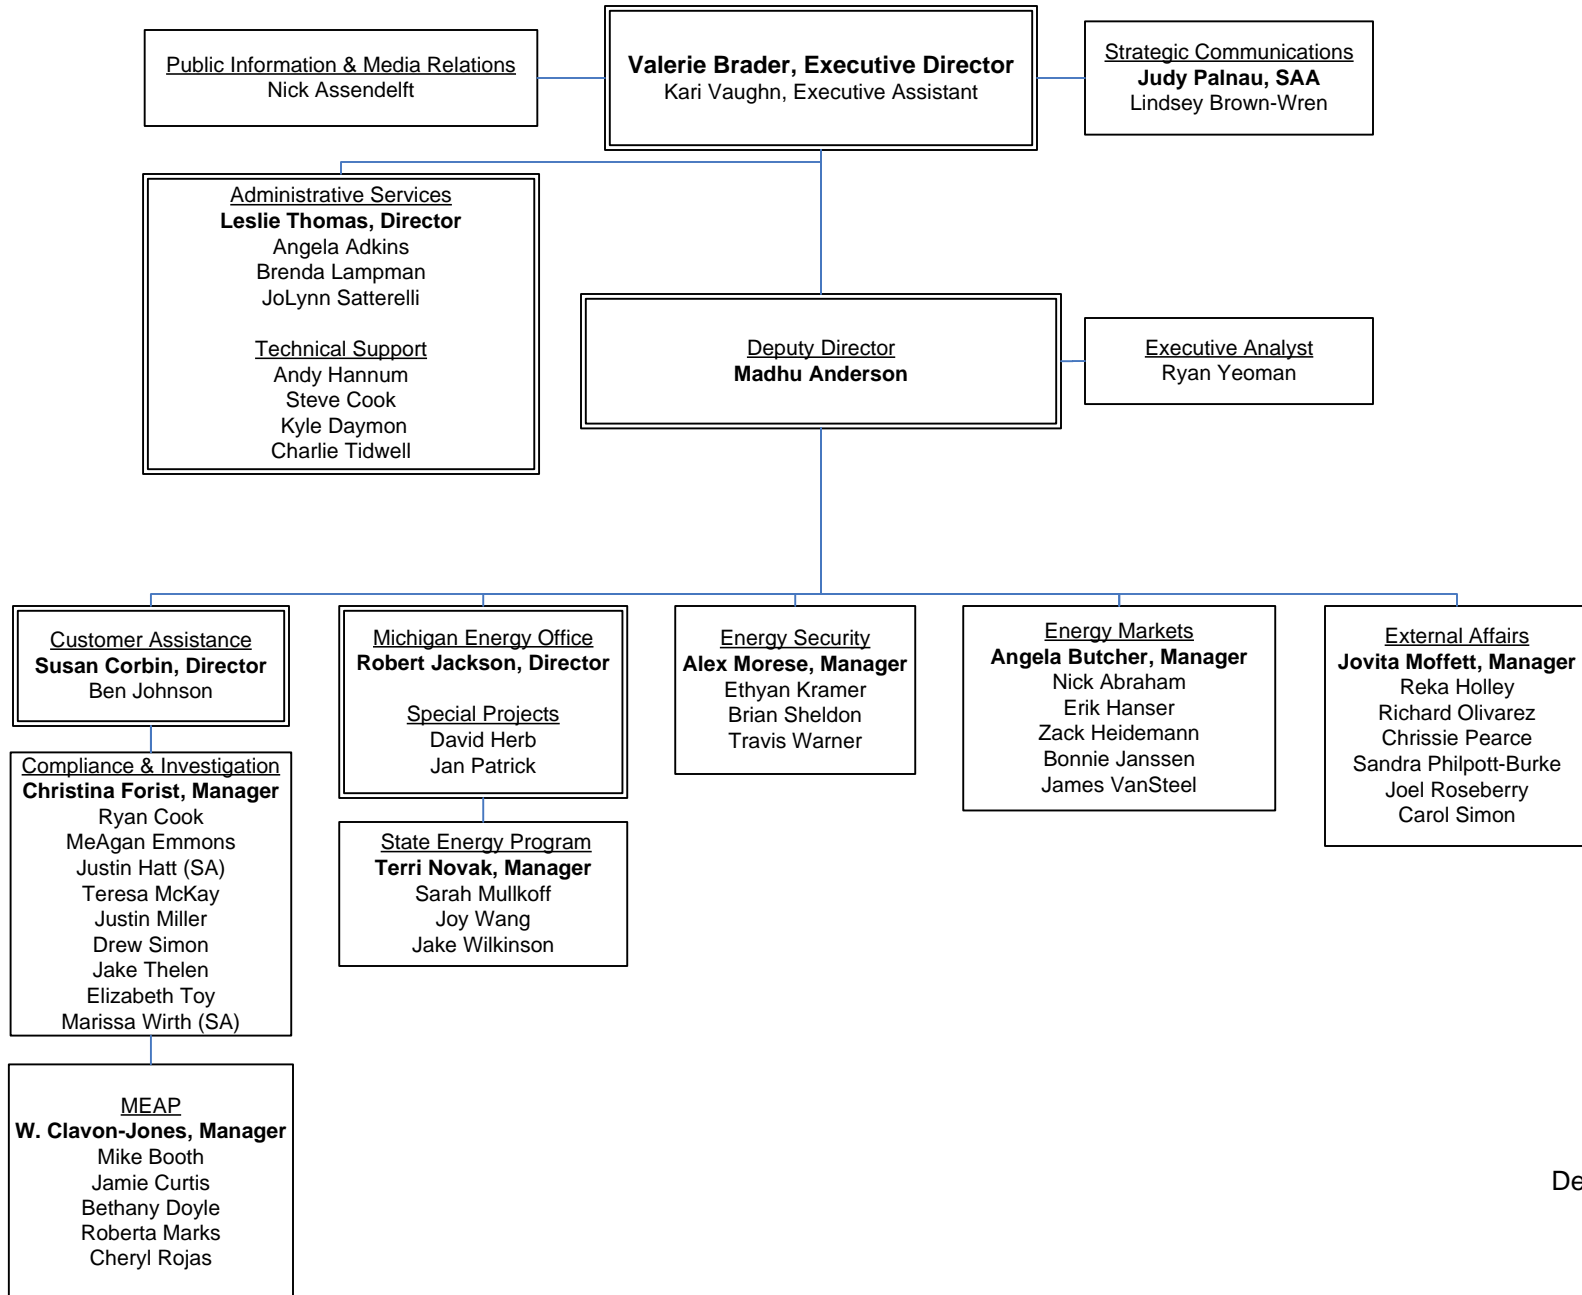 Public Information & Media Relations
Nick Assendelft
Valerie Brader, Executive Director
Kari Vaughn, Executive Assistant
Strategic Communications
Judy Palnau, SAA
Lindsey Brown-Wren
Administrative Services
Leslie Thomas, Director
Angela Adkins
Brenda Lampman
JoLynn Satterelli
Technical Support
Andy Hannum
Steve Cook
Kyle Daymon
Charlie Tidwell
Deputy Director
Madhu Anderson
Executive Analyst
Ryan Yeoman
Customer Assistance
Susan Corbin, Director
Ben Johnson
Compliance & Investigation
Christina Forist, Manager
Ryan Cook
MeAgan Emmons
Justin Hatt (SA)
Teresa McKay
Justin Miller
Drew Simon
Jake Thelen
Elizabeth Toy
Marissa Wirth (SA)
MEAP
W. Clavon-Jones, Manager
Mike Booth
Jamie Curtis
Bethany Doyle
Roberta Marks
Cheryl Rojas
Michigan Energy Office
Robert Jackson, Director
Special Projects
David Herb
Jan Patrick
State Energy Program
Terri Novak, Manager
Sarah Mullkoff
Joy Wang
Jake Wilkinson
Energy Security
Alex Morese, Manager
Ethyan Kramer
Brian Sheldon
Travis Warner
Energy Markets
Angela Butcher, Manager
Nick Abraham
Erik Hanser
Zack Heidemann
Bonnie Janssen
James VanSteel
External Affairs
Jovita Moffett, Manager
Reka Holley
Richard Olivarez
Chrissie Pearce
Sandra Philpott-Burke
Joel Roseberry
Carol Simon
De